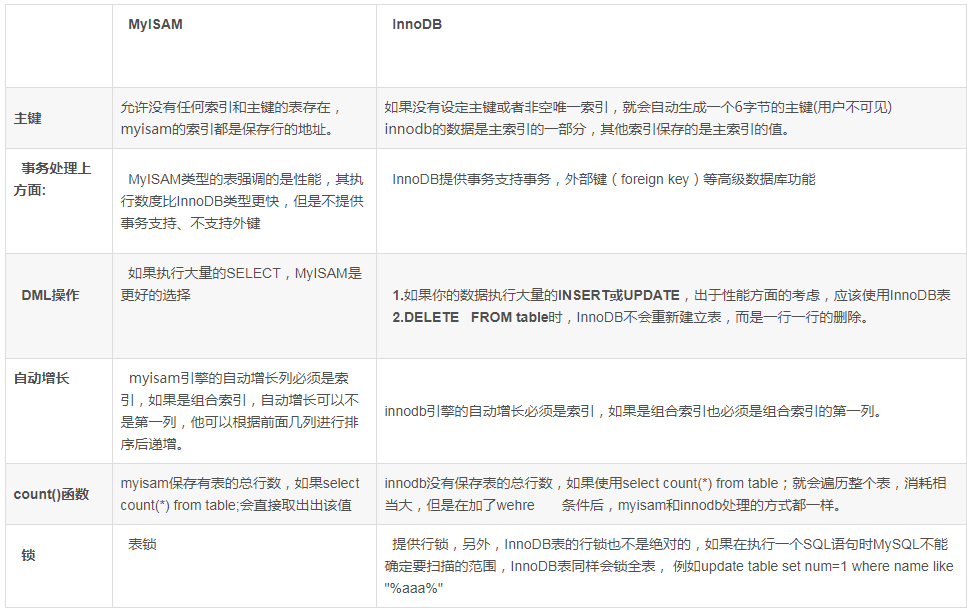 MyISAM
InnoDB
主键
允许没有任何索引和主键的表存在，
myisam的索引都是保存行的地址。
如果没有设定主键或者非空唯一索引，就会自动生成一个6字节的主键(用户不可见)
innodb的数据是主索引的一部分，其他索引保存的是主索引的值。
事务处理上
方面:
MyISAM类型的表强调的是性能，其执
行数度比InnoDB类型更快，但是不提供
事务支持、不支持外键
InnoDB提供事务支持事务，外部键（foreign key）等高级数据库功能
DML操作
如果执行大量的SELECT，MyISAM是
更好的选择
1.如果你的数据执行大量的INSERT或UPDATE，出于性能方面的考虑，应该使用InnoDB表
2.DELETE FROM table时，InnoDB不会重新建立表，而是一行一行的删除。
自动增长
myisam引擎的自动增长列必须是索
引，如果是组合索引，自动增长可以不
是第一列，他可以根据前面几列进行排
序后递增。
innodb引擎的自动增长必须是索引，如果是组合索引也必须是组合索引的第一列。
count()函数
myisam保存有表的总行数，如果select
count(*) from table;会直接取出出该值
innodb没有保存表的总行数，如果使用select count(*) from table；就会遍历整个表，消耗相
当大，但是在加了wehre 条件后，myisam和innodb处理的方式都一样。
锁
表锁
提供行锁，另外，InnoDB表的行锁也不是绝对的，如果在执行一个SQL语句时MySQL不能
确定要扫描的范围，InnoDB表同样会锁全表， 例如update table set num=1 where name like
"%aaa%"